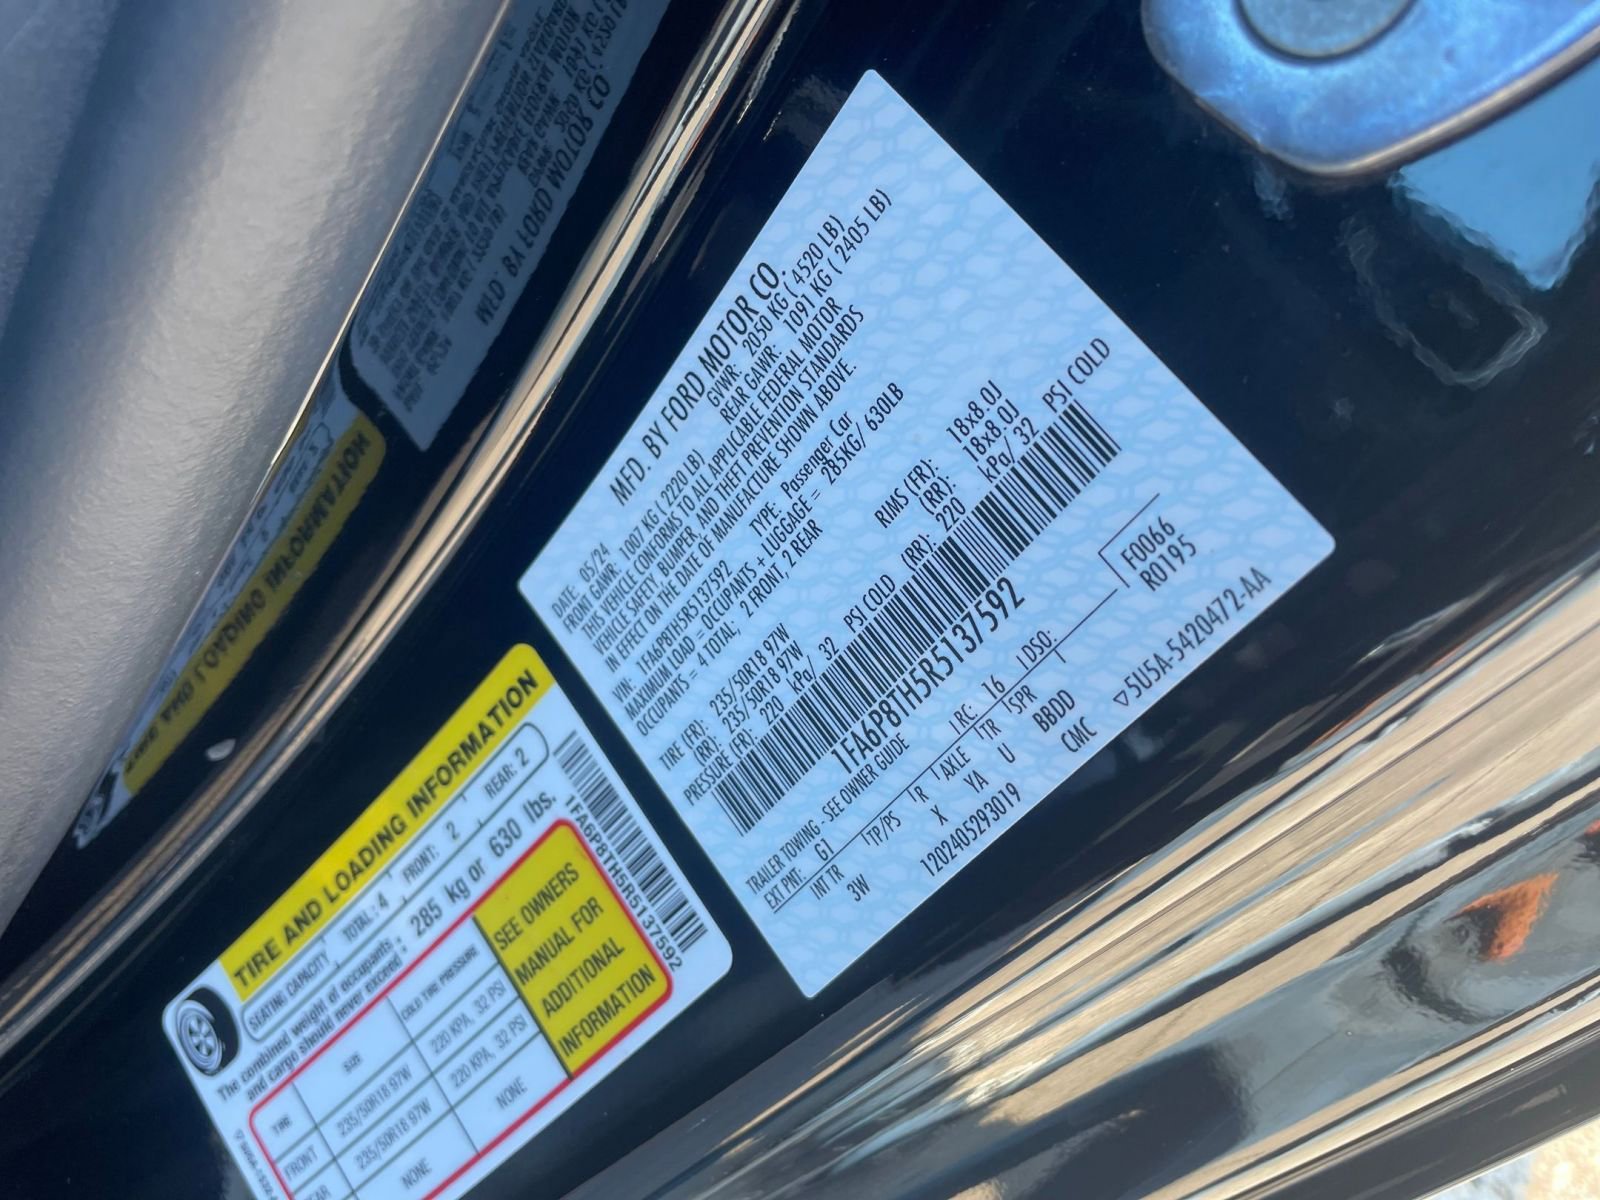 MFD. BY FORD MOTOR CO.
DATE: 05/24 GVWR: 2050 KG ( 4520 LB)
FRONT GAWR: 1007 KG ( 2220 LB) REAR GAWR: 1091 KG ( 2405 LB)
THIS VEHICLE CONFORMS TO ALL APPLICABLE FEDERAL MOTOR
VEHICLE SAFETY, BUMPER, AND THEFT PREVENTION STANDARDS
IN EFFECT ON THE DATE OF MANUFACTURE SHOWN ABOVE.
VIN: 1FA6P8TH5R5137592 TYPE: Passenger Car
MAXIMUM LOAD = OCCUPANTS + LUGGAGE = 285KG/ 630LB
OCCUPANTS = 4 TOTAL; 2 FRONT, 2 REAR
TIRE (FR): 235/50R18 97W RIMS (FR): 18x8.0J
(RR): 235/50R18 97W (RR): 18x8.0J
PRESSURE (FR): 220 kPa/ 32 PSI COLD (RR): 220 kPa/ 32 PSI COLD
1FA6P8TH5R5137592
TRAILER TOWING - SEE OWNER GUIDE F0066
EXT PNT: G1 RC: 16 DSO: R0195
INT TR TP/PS R AXLE TR SPR
3W X YA U BBDD
1202405293019 CMC ▽5U5A-5420472-AA
TIRE AND LOADING INFORMATION
SEATING CAPACITY TOTAL: 4 FRONT: 2 REAR: 2
The combined weight of occupants and cargo should never exceed : 285 kg or 630 lbs.
TIRE SIZE COLD TIRE PRESSURE
FRONT 235/50R18 97W 220 KPA, 32 PSI
REAR 235/50R18 97W 220 KPA, 32 PSI
NONE NONE
SEE OWNERS
MANUAL FOR
ADDITIONAL
INFORMATION
1FA6P8TH5R5137592